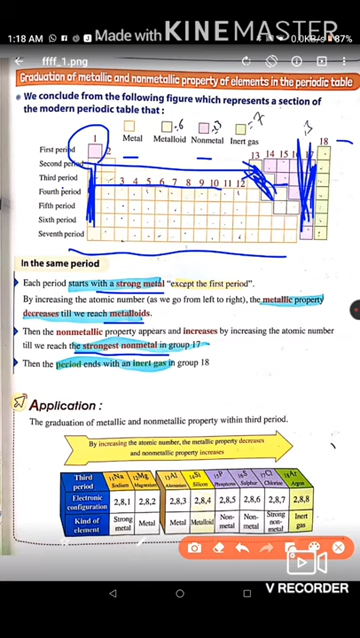 1:18 AM
Made with KINEMASTER
0.0KB/s 87%
ffff_1.png
Graduation of metallic and nonmetallic property of elements in the periodic table
We conclude from the following figure which represents a section of
the modern periodic table that :
Metal Metalloid Nonmetal Inert gas
1 18
First period 2 13 14 15 16 17
Second period
Third period 3 4 5 6 7 8 9 10 11 12
Fourth period
Fifth period
Sixth period
Seventh period
In the same period
Each period starts with a strong metal "except the first period".
By increasing the atomic number (as we go from left to right), the metallic property
decreases till we reach metalloids.
Then the nonmetallic property appears and increases by increasing the atomic number
till we reach the strongest nonmetal in group 17
Then the period ends with an inert gas in group 18
Application :
The graduation of metallic and nonmetallic property within third period.
By increasing the atomic number, the metallic property decreases
and nonmetallic property increases
Third period 11Na Sodium 12Mg Magnesium 13Al Aluminium 14Si Silicon 15P Phosphorus 16S Sulphur 17Cl Chlorine 18Ar Argon
Electronic configuration 2,8,1 2,8,2 2,8,3 2,8,4 2,8,5 2,8,6 2,8,7 2,8,8
Kind of element Strong metal Metal Metal Metalloid Non-metal Non-metal Strong non-metal Inert gas
V RECORDER